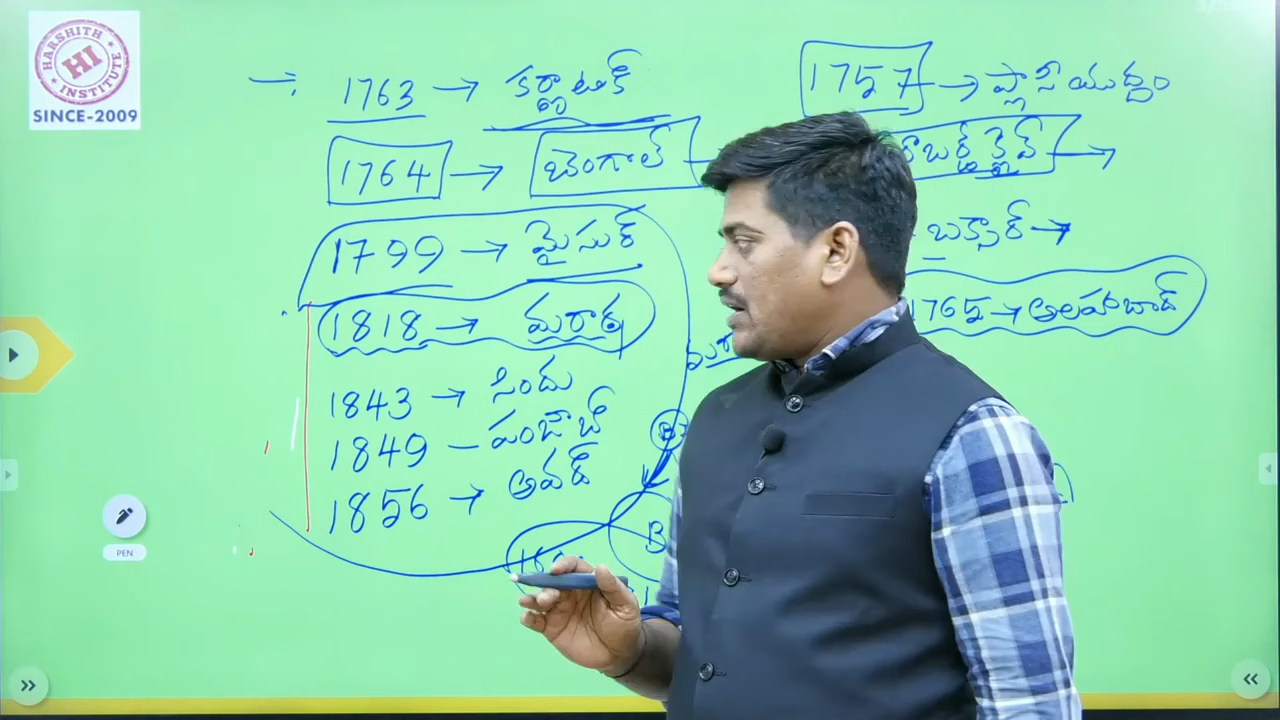 HARSHITH
HI
INSTITUTE
SINCE-2009
1763 → కర్ణాటక్
1764 → బెంగాల్
1799 → మైసుర్
1818 → మరాఠ
1843 → సిందు
1849 – పంజాబ్
1856 → అవధ్
1757 → ప్లాసీ యుద్ధం
రాబర్ట్ క్లైవ్ →
బక్సార్ →
1765 → అలహాబాద్
PEN